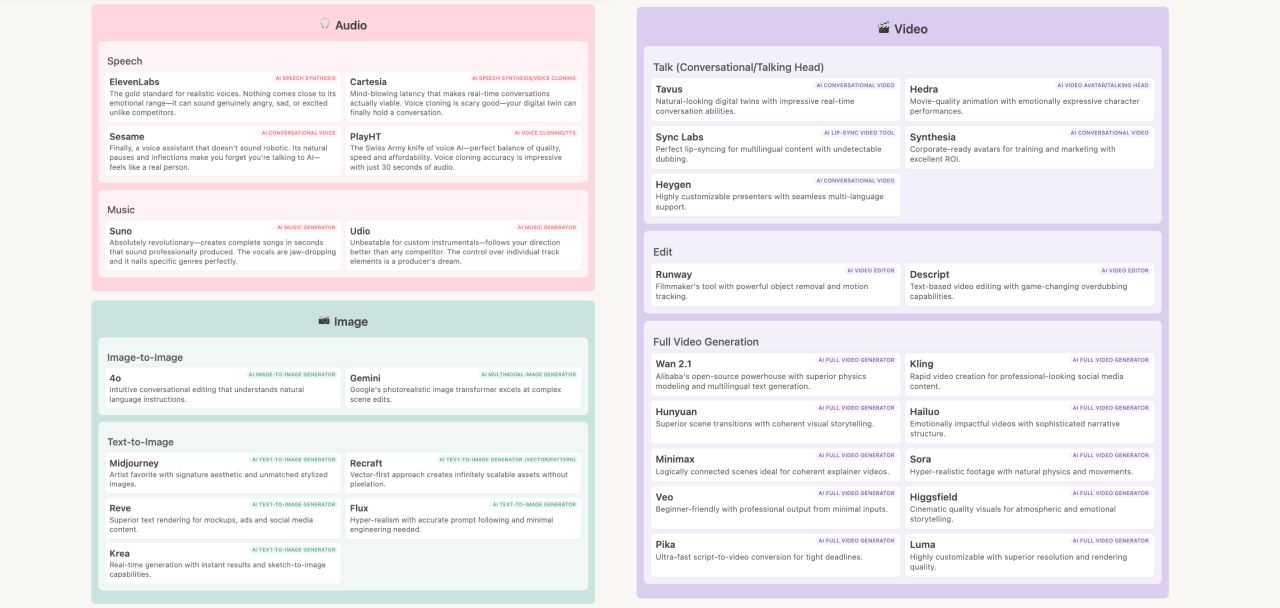 Audio
Speech
ElevenLabs
AI SPEECH SYNTHESIS
The gold standard for realistic voices. Nothing comes close to its
emotional range—it can sound genuinely angry, sad, or excited
unlike competitors.
Cartesia
AI SPEECH SYNTHESIS/VOICE CLONING
Mind-blowing latency that makes real-time conversations
actually viable. Voice cloning is scary good—your digital twin can
finally hold a conversation.
Sesame
AI CONVERSATIONAL VOICE
Finally, a voice assistant that doesn't sound robotic. Its natural
pauses and inflections make you forget you're talking to AI—
feels like a real person.
PlayHT
AI VOICE CLONING/TTS
The Swiss Army knife of voice AI—perfect balance of quality,
speed and affordability. Voice cloning accuracy is impressive
with just 30 seconds of audio.
Music
Suno
AI MUSIC GENERATOR
Absolutely revolutionary—creates complete songs in seconds
that sound professionally produced. The vocals are jaw-dropping
and it nails specific genres perfectly.
Udio
AI MUSIC GENERATOR
Unbeatable for custom instrumentals—follows your direction
better than any competitor. The control over individual track
elements is a producer's dream.
Image
Image-to-Image
4o
AI IMAGE-TO-IMAGE GENERATOR
Intuitive conversational editing that understands natural
language instructions.
Gemini
AI MULTIMODAL IMAGE GENERATOR
Google's photorealistic image transformer excels at complex
scene edits.
Text-to-Image
Midjourney
AI TEXT-TO-IMAGE GENERATOR
Artist favorite with signature aesthetic and unmatched stylized
images.
Recraft
AI TEXT-TO-IMAGE GENERATOR (VECTOR/PATTERN)
Vector-first approach creates infinitely scalable assets without
pixelation.
Reve
AI TEXT-TO-IMAGE GENERATOR
Superior text rendering for mockups, ads and social media
content.
Flux
AI TEXT-TO-IMAGE GENERATOR
Hyper-realism with accurate prompt following and minimal
engineering needed.
Krea
AI TEXT-TO-IMAGE GENERATOR
Real-time generation with instant results and sketch-to-image
capabilities.
Video
Talk (Conversational/Talking Head)
Tavus
AI CONVERSATIONAL VIDEO
Natural-looking digital twins with impressive real-time
conversation abilities.
Hedra
AI VIDEO AVATAR/TALKING HEAD
Movie-quality animation with emotionally expressive character
performances.
Sync Labs
AI LIP-SYNC VIDEO TOOL
Perfect lip-syncing for multilingual content with undetectable
dubbing.
Synthesia
AI CONVERSATIONAL VIDEO
Corporate-ready avatars for training and marketing with
excellent ROI.
Heygen
AI CONVERSATIONAL VIDEO
Highly customizable presenters with seamless multi-language
support.
Edit
Runway
AI VIDEO EDITOR
Filmmaker's tool with powerful object removal and motion
tracking.
Descript
AI VIDEO EDITOR
Text-based video editing with game-changing overdubbing
capabilities.
Full Video Generation
Wan 2.1
AI FULL VIDEO GENERATOR
Alibaba's open-source powerhouse with superior physics
modeling and multilingual text generation.
Kling
AI FULL VIDEO GENERATOR
Rapid video creation for professional-looking social media
content.
Hunyuan
AI FULL VIDEO GENERATOR
Superior scene transitions with coherent visual storytelling.
Hailuo
AI FULL VIDEO GENERATOR
Emotionally impactful videos with sophisticated narrative
structure.
Minimax
AI FULL VIDEO GENERATOR
Logically connected scenes ideal for coherent explainer videos.
Sora
AI FULL VIDEO GENERATOR
Hyper-realistic footage with natural physics and movements.
Veo
AI FULL VIDEO GENERATOR
Beginner-friendly with professional output from minimal inputs.
Higgsfield
AI FULL VIDEO GENERATOR
Cinematic quality visuals for atmospheric and emotional
storytelling.
Pika
AI FULL VIDEO GENERATOR
Ultra-fast script-to-video conversion for tight deadlines.
Luma
AI FULL VIDEO GENERATOR
Highly customizable with superior resolution and rendering
quality.